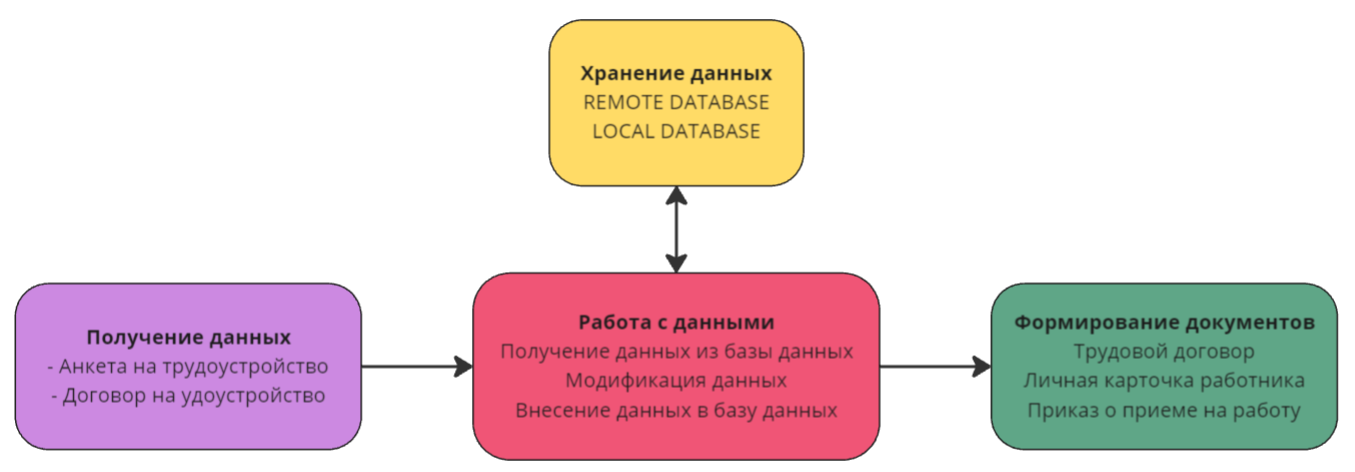 Хранение данных
REMOTE DATABASE
LOCAL DATABASE
Получение данных
- Анкета на трудоустройство
- Договор на удоустройство
Работа с данными
Получение данных из базы данных
Модификация данных
Внесение данных в базу данных
Формирование документов
Трудовой договор
Личная карточка работника
Приказ о приеме на работу